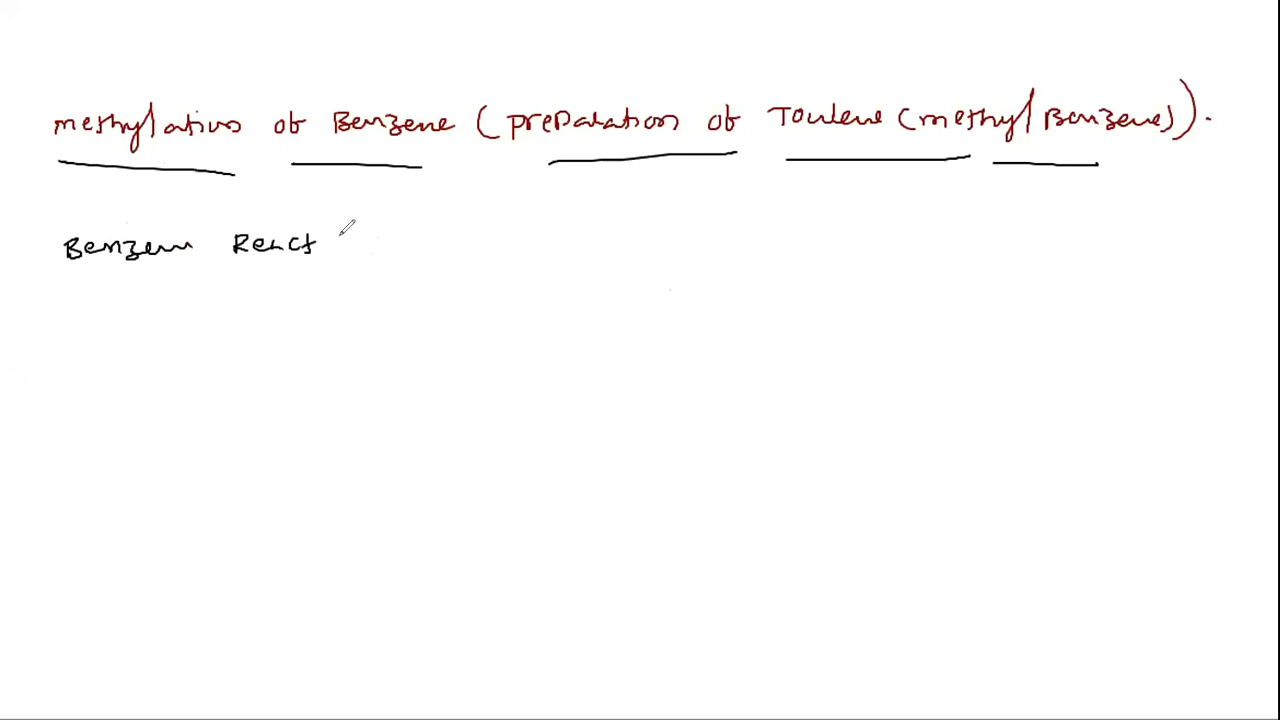 methylation of Benzene (preparation of Toulene (methyl Benzene)).
Benzene React